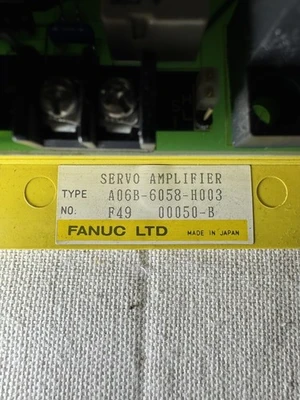 SERVO AMPLIFIER
TYPE A06B-6058-H003
NO. F49 00050-B
FANUC LTD MADE IN JAPAN